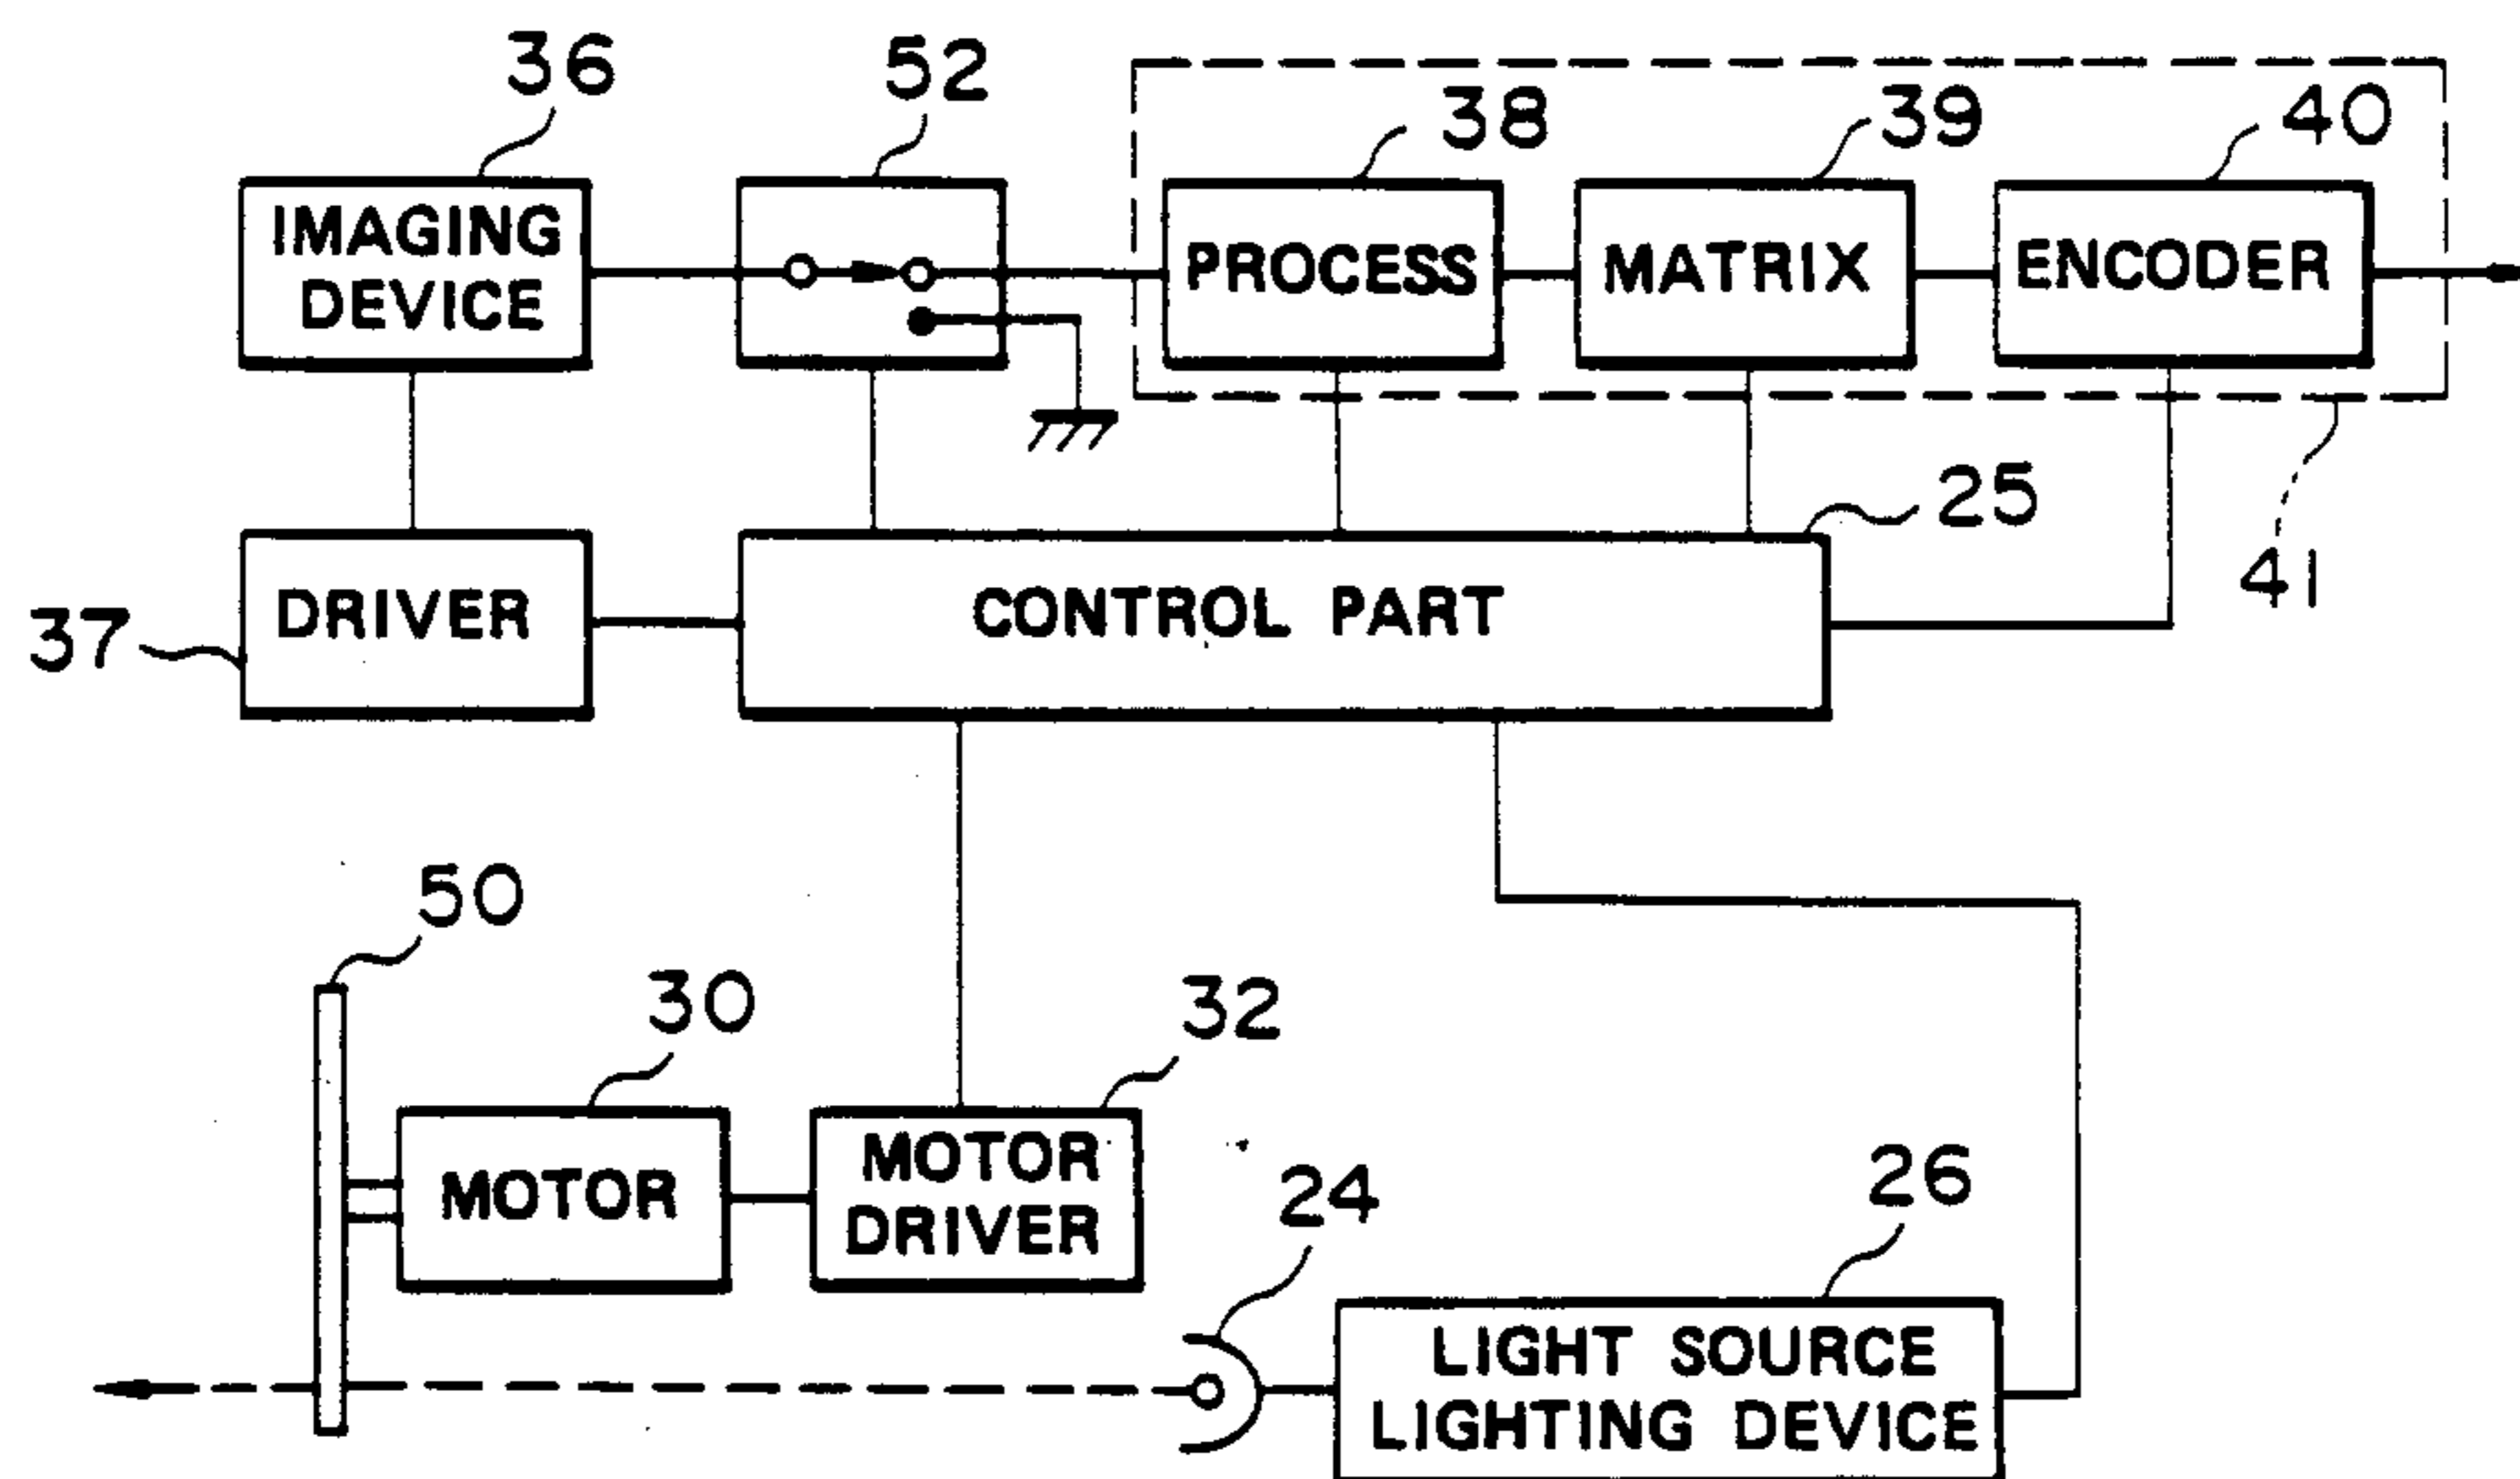 36
52
38
39
40
IMAGING
DEVICE
PROCESS
MATRIX
ENCODER
25
41
37
DRIVER
CONTROL PART
50
30
32
MOTOR
MOTOR
DRIVER
24
26
LIGHT SOURCE
LIGHTING DEVICE